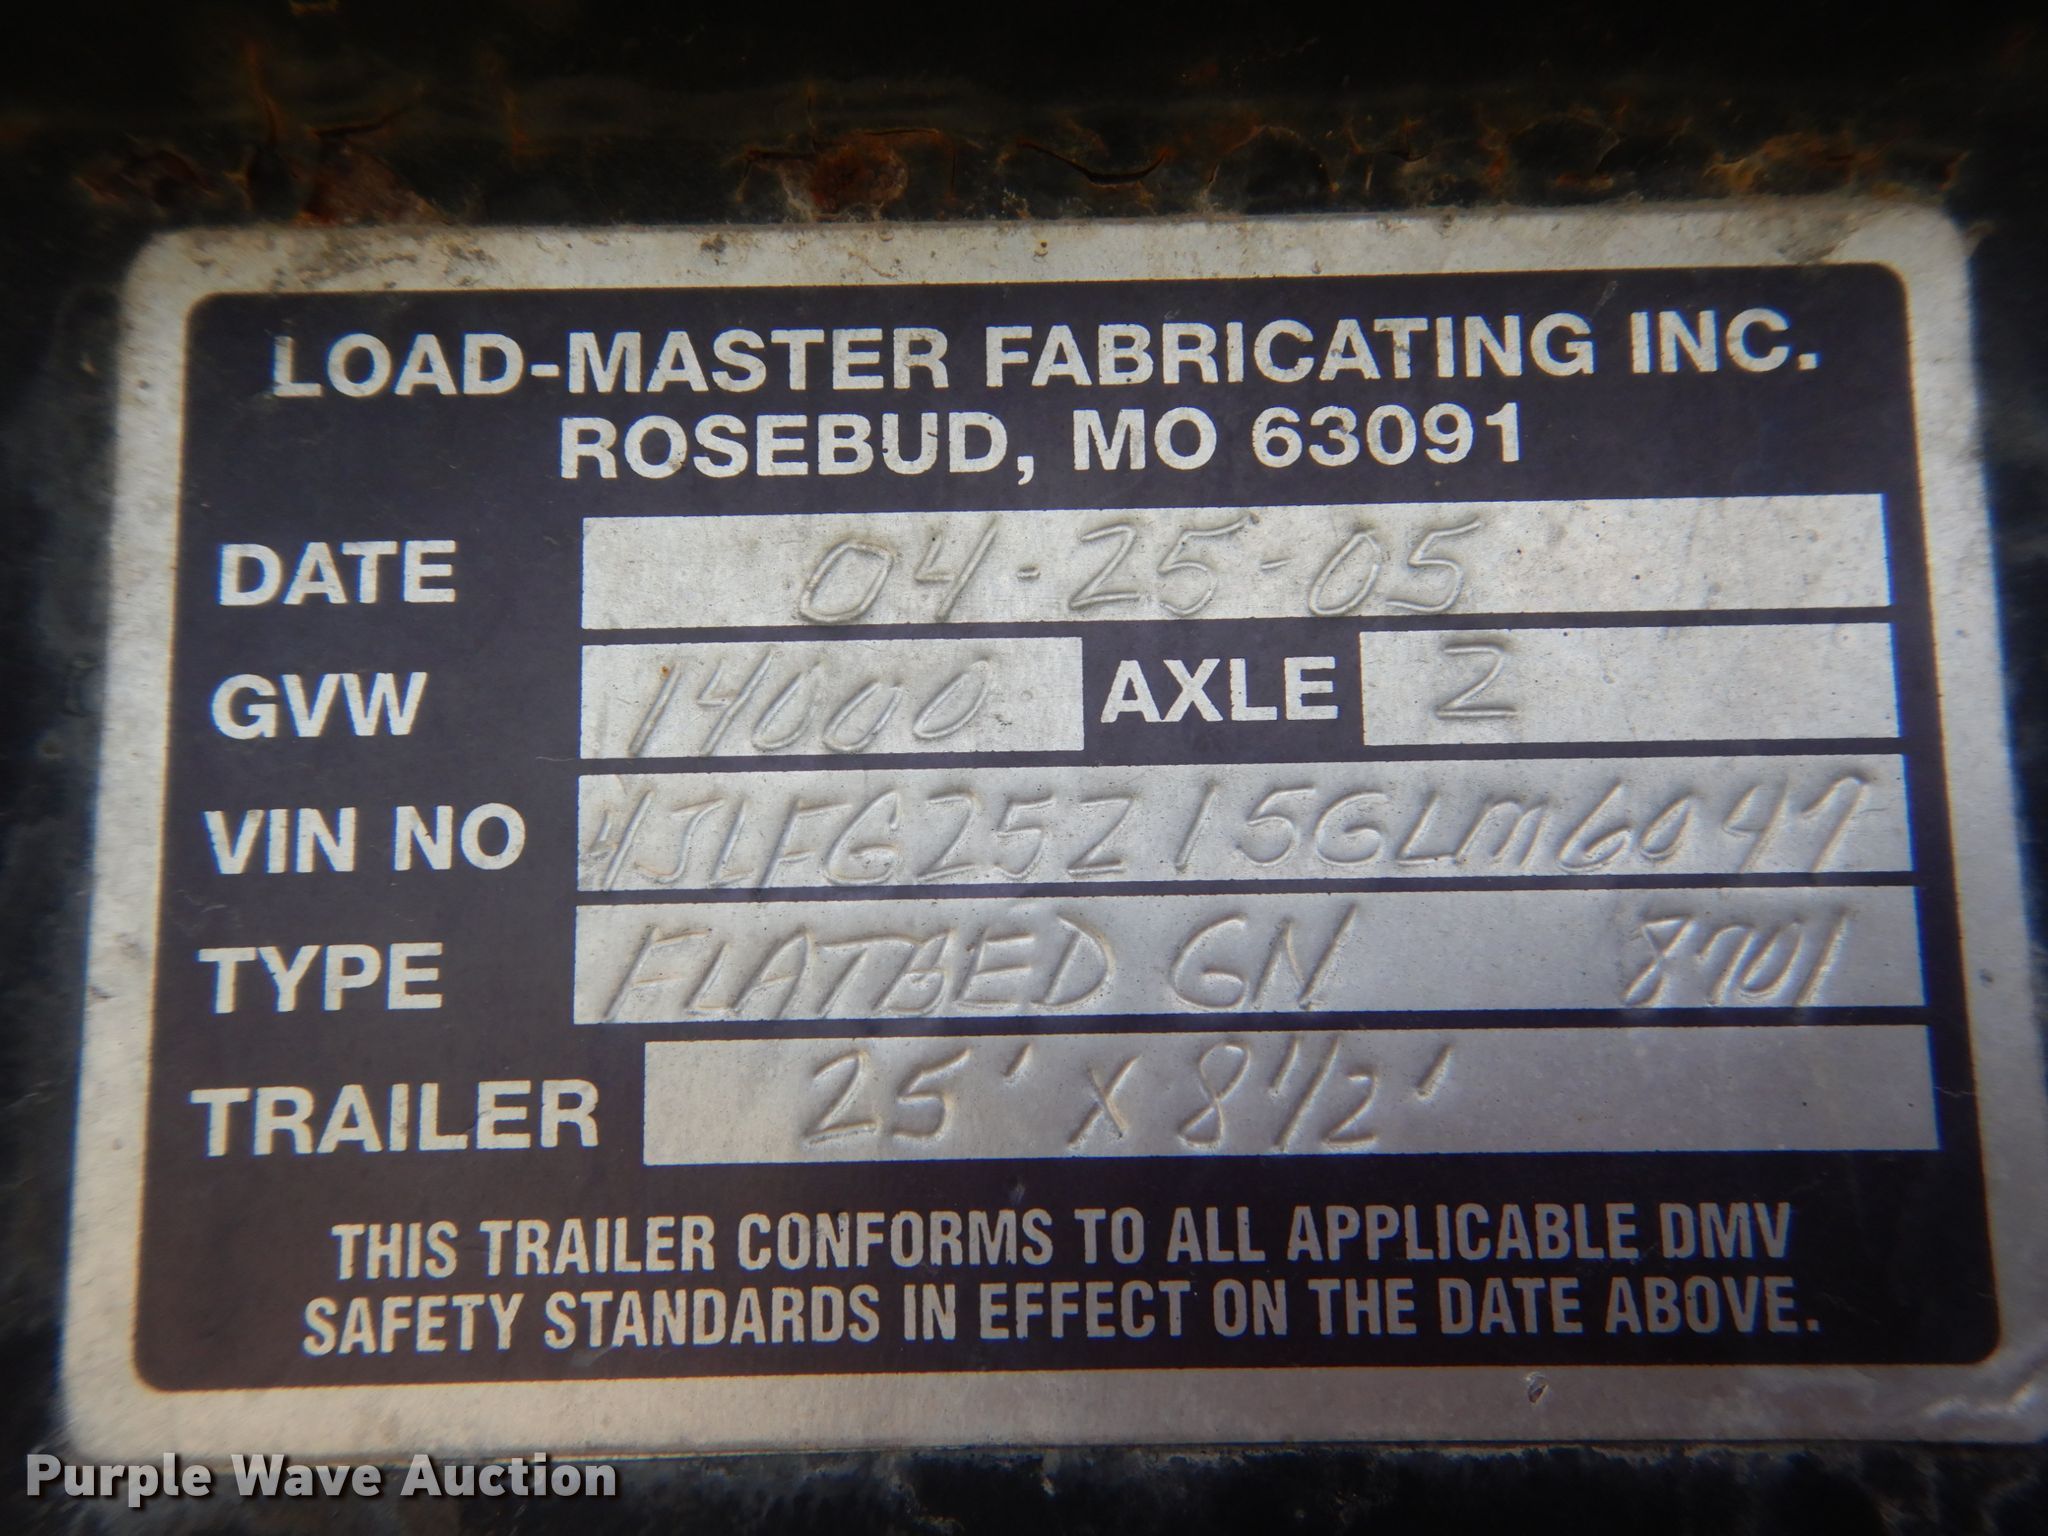 LOAD-MASTER FABRICATING INC.
ROSEBUD, MO 63091
DATE 04-25-05
GVW 14000 AXLE 2
VIN NO 4JLFG25215GLM6047
TYPE FLATBED GN 8701
TRAILER 25' X 8 1/2'
THIS TRAILER CONFORMS TO ALL APPLICABLE DMV
SAFETY STANDARDS IN EFFECT ON THE DATE ABOVE.
Purple Wave Auction